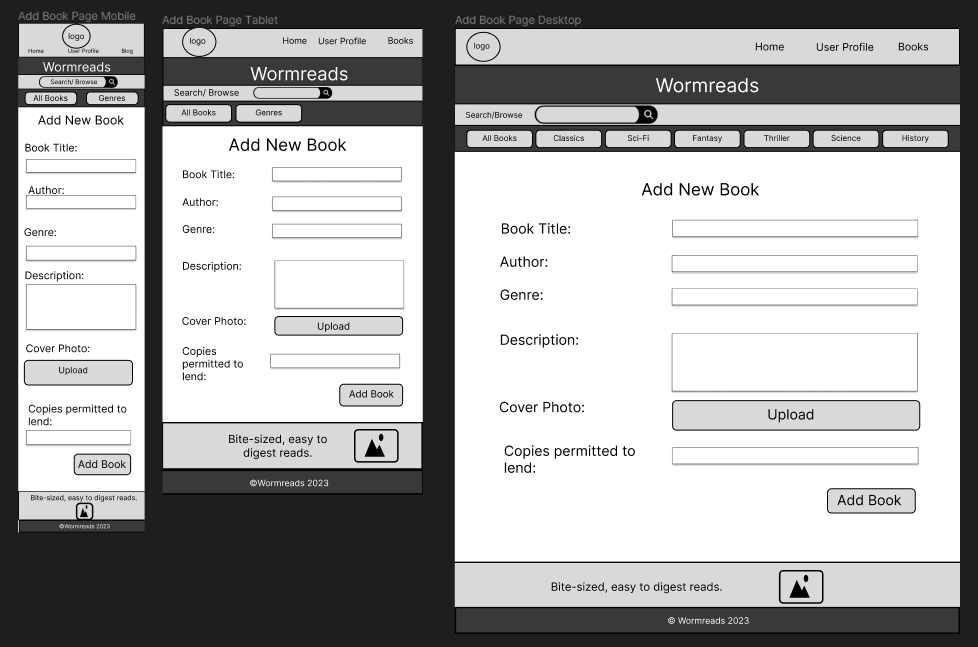 Add Book Page Mobile
logo
Home User Profile Blog
Wormreads
Search/ Browse
All Books Genres
Add New Book
Book Title:
Author:
Genre:
Description:
Cover Photo:
Upload
Copies permitted to
lend:
Add Book
Bite-sized, easy to digest reads.
©Wormreads 2023
Add Book Page Tablet
logo
Home User Profile Books
Wormreads
Search/ Browse
All Books Genres
Add New Book
Book Title:
Author:
Genre:
Description:
Cover Photo:
Upload
Copies
permitted to
lend:
Add Book
Bite-sized, easy to
digest reads.
©Wormreads 2023
Add Book Page Desktop
logo
Home User Profile Books
Wormreads
Search/Browse
All Books Classics Sci-Fi Fantasy Thriller Science History
Add New Book
Book Title:
Author:
Genre:
Description:
Cover Photo:
Upload
Copies permitted to
lend:
Add Book
Bite-sized, easy to digest reads.
© Wormreads 2023